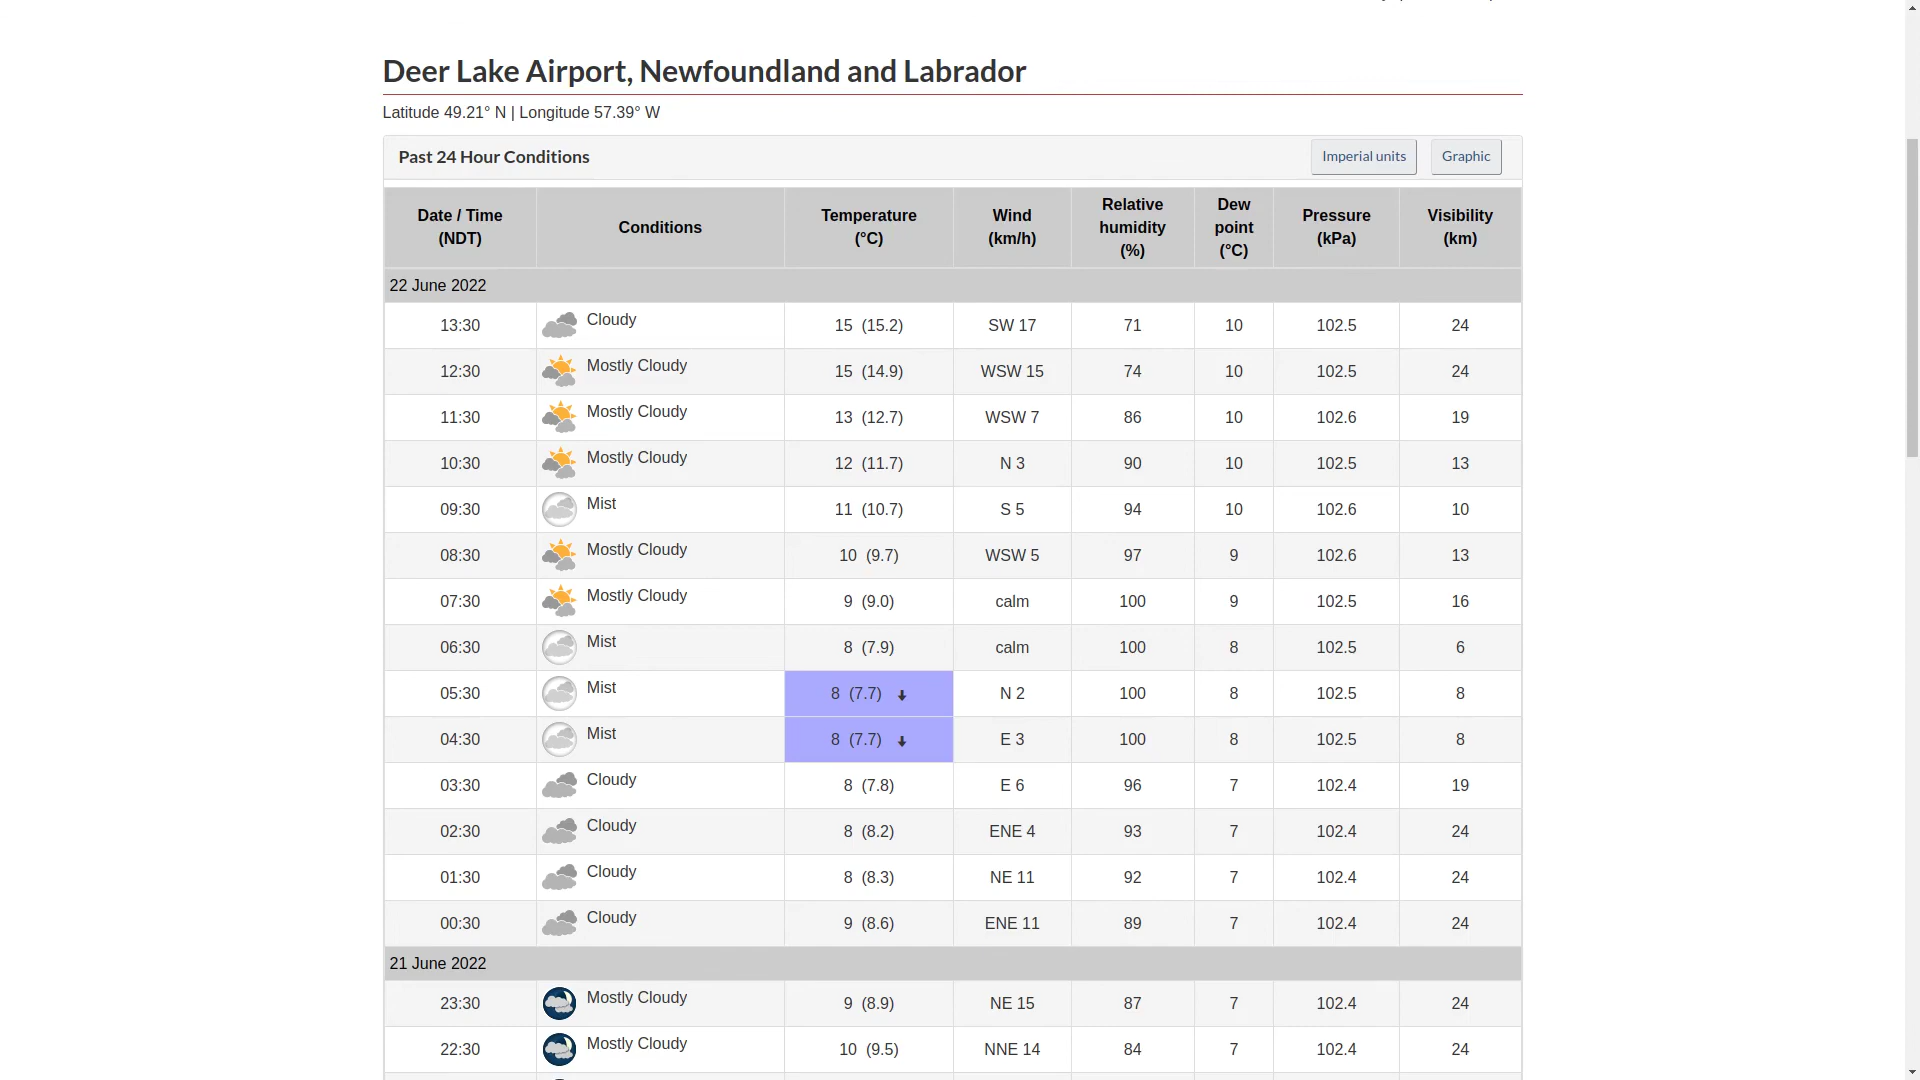 Deer Lake Airport, Newfoundland and Labrador
Latitude 49.21° N | Longitude 57.39° W
Past 24 Hour Conditions Imperial units Graphic
Date / Time (NDT) Conditions Temperature (°C) Wind (km/h) Relative humidity (%) Dew point (°C) Pressure (kPa) Visibility (km)
22 June 2022
13:30 Cloudy 15 (15.2) SW 17 71 10 102.5 24
12:30 Mostly Cloudy 15 (14.9) WSW 15 74 10 102.5 24
11:30 Mostly Cloudy 13 (12.7) WSW 7 86 10 102.6 19
10:30 Mostly Cloudy 12 (11.7) N 3 90 10 102.5 13
09:30 Mist 11 (10.7) S 5 94 10 102.6 10
08:30 Mostly Cloudy 10 (9.7) WSW 5 97 9 102.6 13
07:30 Mostly Cloudy 9 (9.0) calm 100 9 102.5 16
06:30 Mist 8 (7.9) calm 100 8 102.5 6
05:30 Mist 8 (7.7) N 2 100 8 102.5 8
04:30 Mist 8 (7.7) E 3 100 8 102.5 8
03:30 Cloudy 8 (7.8) E 6 96 7 102.4 19
02:30 Cloudy 8 (8.2) ENE 4 93 7 102.4 24
01:30 Cloudy 8 (8.3) NE 11 92 7 102.4 24
00:30 Cloudy 9 (8.6) ENE 11 89 7 102.4 24
21 June 2022
23:30 Mostly Cloudy 9 (8.9) NE 15 87 7 102.4 24
22:30 Mostly Cloudy 10 (9.5) NNE 14 84 7 102.4 24